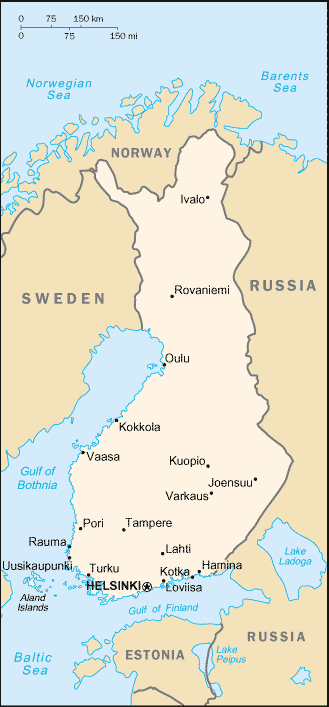 0 75 150 km
0 75 150 mi
Norwegian
Sea
Barents
Sea
NORWAY
Ivalo
RUSSIA
SWEDEN
Rovaniemi
Oulu
Kokkola
Vaasa
Gulf of
Bothnia
Kuopio
Joensuu
Varkaus
Pori
Tampere
Rauma
Lahti
Lake
Ladoga
Uusikaupunki
Turku
Kotka
Hamina
HELSINKI
Loviisa
Aland
Islands
Gulf of Finland
Baltic
Sea
ESTONIA
Lake
Peipus
RUSSIA